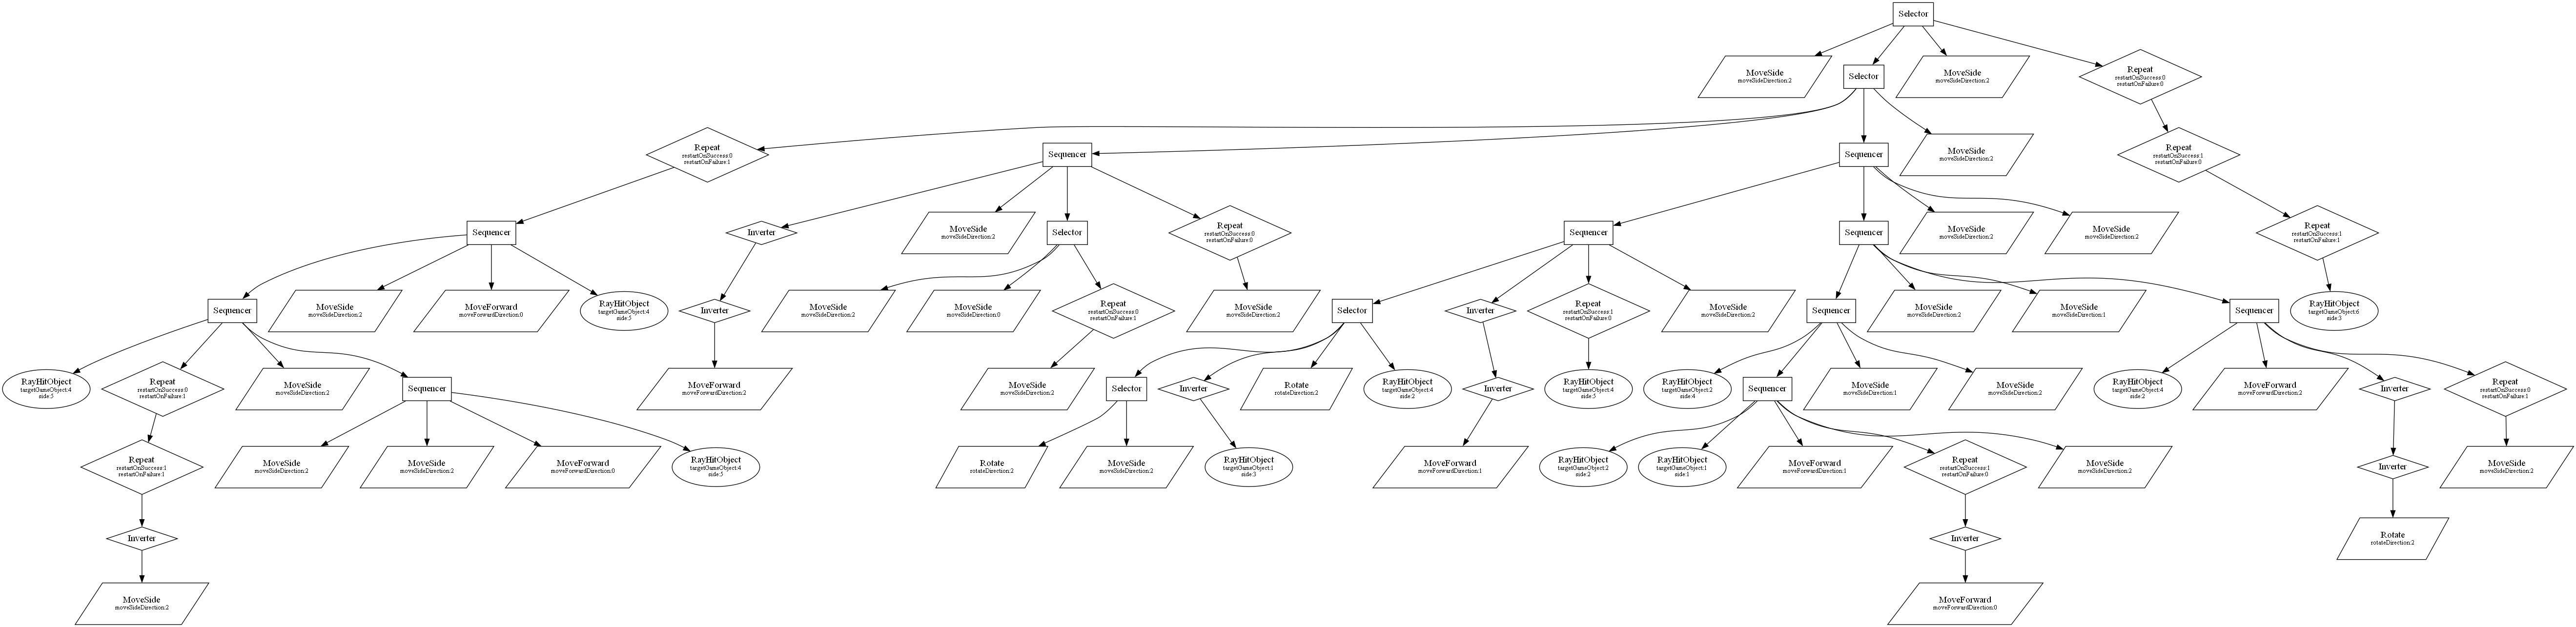 Selector
MoveSide
moveSideDirection:2
Selector
MoveSide
moveSideDirection:2
Repeat
restartOnSuccess:0
restartOnFailure:0
Repeat
restartOnSuccess:0
restartOnFailure:1
Sequencer
Sequencer
MoveSide
moveSideDirection:2
Repeat
restartOnSuccess:1
restartOnFailure:0
Sequencer
Inverter
MoveSide
moveSideDirection:2
Selector
Repeat
restartOnSuccess:0
restartOnFailure:0
Sequencer
Sequencer
MoveSide
moveSideDirection:2
MoveSide
moveSideDirection:2
Repeat
restartOnSuccess:1
restartOnFailure:1
Sequencer
MoveSide
moveSideDirection:2
MoveForward
moveForwardDirection:0
RayHitObject
targetGameObject:4
side:5
Inverter
MoveSide
moveSideDirection:2
MoveSide
moveSideDirection:0
Repeat
restartOnSuccess:0
restartOnFailure:1
MoveSide
moveSideDirection:2
Selector
Inverter
Repeat
restartOnSuccess:1
restartOnFailure:0
MoveSide
moveSideDirection:2
Sequencer
MoveSide
moveSideDirection:2
MoveSide
moveSideDirection:1
Sequencer
RayHitObject
targetGameObject:6
side:3
RayHitObject
targetGameObject:4
side:5
Repeat
restartOnSuccess:0
restartOnFailure:1
MoveSide
moveSideDirection:2
Sequencer
MoveForward
moveForwardDirection:2
MoveSide
moveSideDirection:2
Selector
Inverter
Rotate
rotateDirection:2
RayHitObject
targetGameObject:4
side:2
Inverter
RayHitObject
targetGameObject:4
side:5
RayHitObject
targetGameObject:2
side:4
Sequencer
MoveSide
moveSideDirection:1
MoveSide
moveSideDirection:2
RayHitObject
targetGameObject:4
side:2
MoveForward
moveForwardDirection:2
Inverter
Repeat
restartOnSuccess:0
restartOnFailure:1
Repeat
restartOnSuccess:1
restartOnFailure:1
MoveSide
moveSideDirection:2
MoveSide
moveSideDirection:2
MoveForward
moveForwardDirection:0
RayHitObject
targetGameObject:4
side:5
Rotate
rotateDirection:2
MoveSide
moveSideDirection:2
RayHitObject
targetGameObject:1
side:3
MoveForward
moveForwardDirection:1
RayHitObject
targetGameObject:2
side:2
RayHitObject
targetGameObject:1
side:1
MoveForward
moveForwardDirection:1
Repeat
restartOnSuccess:1
restartOnFailure:0
MoveSide
moveSideDirection:2
Inverter
MoveSide
moveSideDirection:2
Inverter
Inverter
Rotate
rotateDirection:2
MoveSide
moveSideDirection:2
MoveForward
moveForwardDirection:0